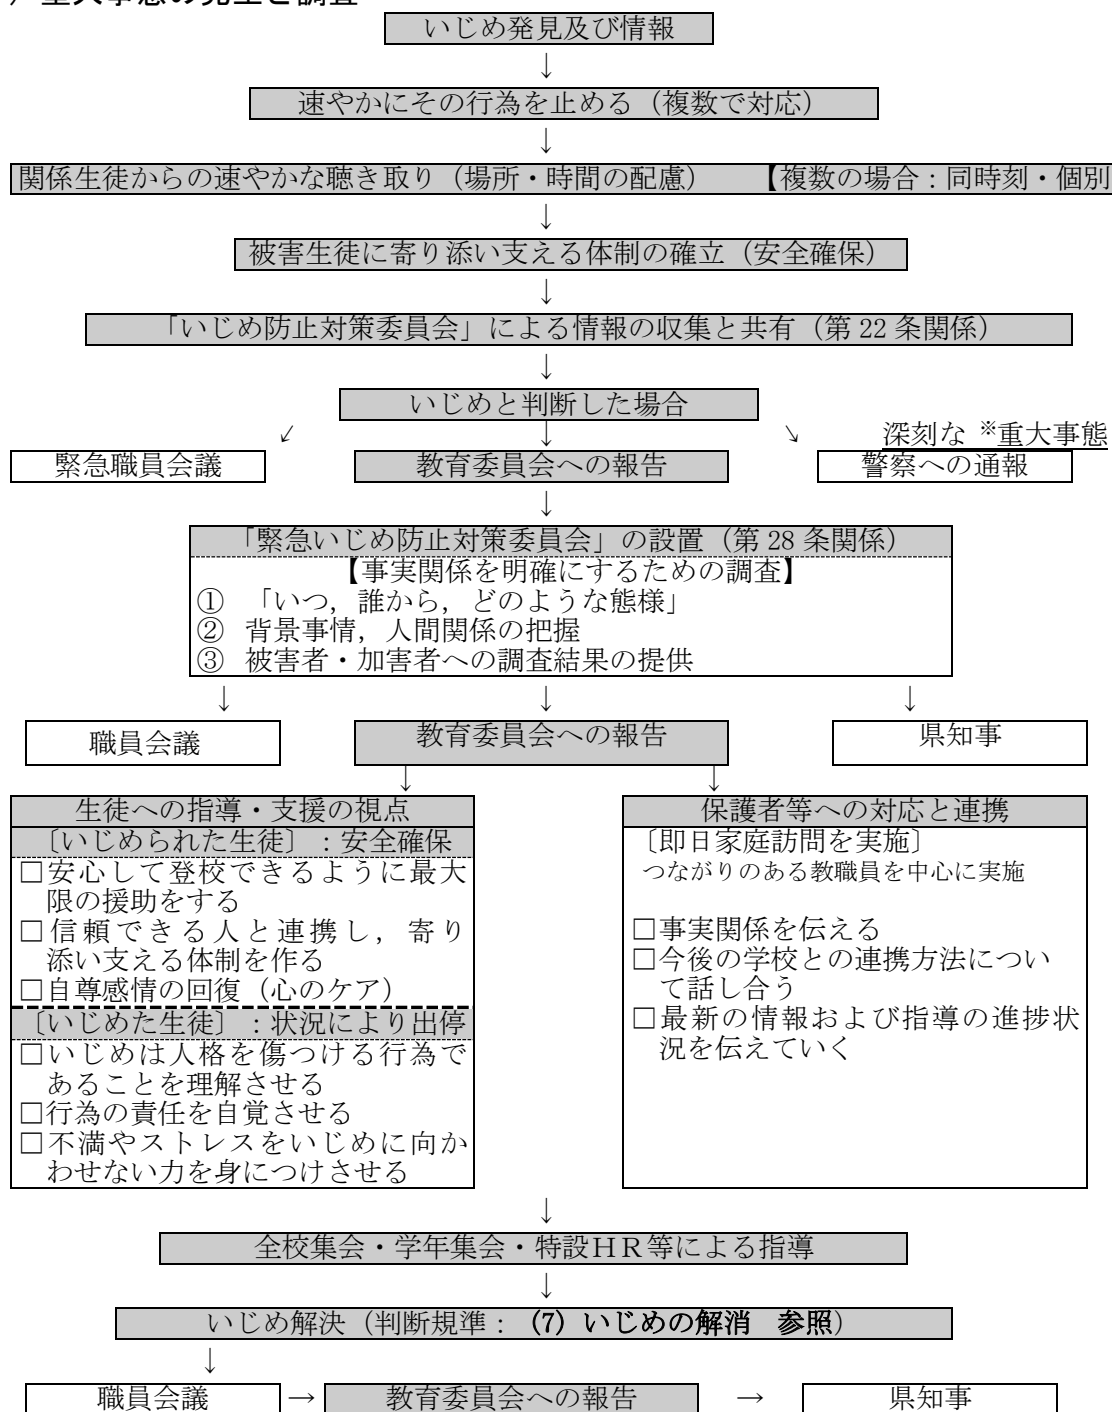 いじめ発見及び情報
↓
速やかにその行為を止める（複数で対応）
↓
関係生徒からの速やかな聴き取り（場所・時間の配慮）　【複数の場合：同時刻・個別
↓
被害生徒に寄り添い支える体制の確立（安全確保）
↓
「いじめ防止対策委員会」による情報の収集と共有（第22条関係）
↓
いじめと判断した場合
↙ ↓ ↘ 深刻な ※重大事態
緊急職員会議 教育委員会への報告 警察への通報
↓
「緊急いじめ防止対策委員会」の設置（第28条関係）
【事実関係を明確にするための調査】
① 「いつ，誰から，どのような態様」
② 背景事情，人間関係の把握
③ 被害者・加害者への調査結果の提供
↓ ↓ ↓
職員会議 教育委員会への報告 県知事
↓ ↓
生徒への指導・支援の視点
〔いじめられた生徒〕：安全確保
□安心して登校できるように最大
限の援助をする
□信頼できる人と連携し，寄り
添い支える体制を作る
□自尊感情の回復（心のケア）
〔いじめた生徒〕：状況により出停
□いじめは人格を傷つける行為で
あることを理解させる
□行為の責任を自覚させる
□不満やストレスをいじめに向か
わせない力を身につけさせる
保護者等への対応と連携
〔即日家庭訪問を実施〕
つながりのある教職員を中心に実施
□事実関係を伝える
□今後の学校との連携方法につい
て話し合う
□最新の情報および指導の進捗状
況を伝えていく
↓
全校集会・学年集会・特設ＨＲ等による指導
↓
いじめ解決（判断規準：(7) いじめの解消　参照）
↓
職員会議 → 教育委員会への報告 → 県知事